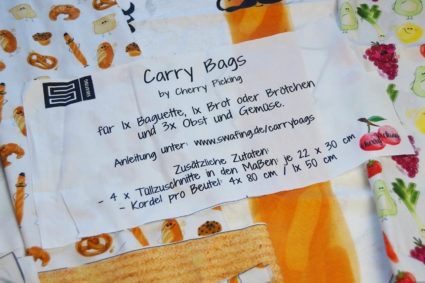 SWAFING
Carry Bags
by Cherry Picking
für 1x Baguette, 1x Brot oder Brötchen
und 3x Obst und Gemüse.
Anleitung unter: www.swafing.de/carrybags
Zusätzliche Zutaten:
- 4 x Tüllzuschnitte in den Maßen: je 22 x 30 cm
- Kordel pro Beutel: 4x 80 cm / 1x 50 cm